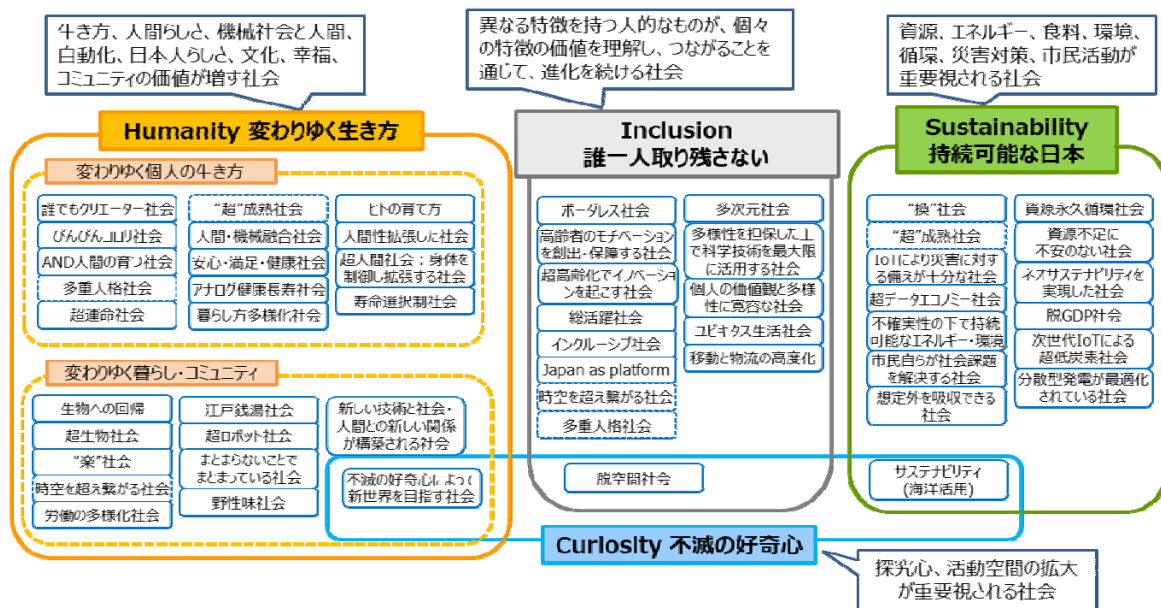 生き方、人間らしさ、機械社会と人間、
自動化、日本人らしさ、文化、幸福、
コミュニティの価値が増す社会
異なる特徴を持つ人的なものが、個々
の特徴の価値を理解し、つながることを
通じて、進化を続ける社会
資源、エネルギー、食料、環境、
循環、災害対策、市民活動が
重要視される社会
Humanity 変わりゆく生き方
Inclusion
誰一人取り残さない
Sustainability
持続可能な日本
変わりゆく個人の生き方
誰でもクリエーター社会
ぴんぴんコロリ社会
AND人間の育つ社会
多重人格社会
超運命社会
“超”成熟社会
人間・機械融合社会
安心・満足・健康社会
アナログ健康長寿社会
暮らし方多様化社会
ヒトの育て方
人間性拡張した社会
超人間社会：身体を
制御し拡張する社会
寿命選択制社会
変わりゆく暮らし・コミュニティ
生物への回帰
超生物社会
“楽”社会
時空を超え繋がる社会
労働の多様化社会
江戸銭湯社会
超ロボット社会
まとまらないことで
まとまっている社会
野性味社会
新しい技術と社会・
人間との新しい関係
が構築される社会
不滅の好奇心によって
新世界を目指す社会
ボーダレス社会
高齢者のモチベーション
を創出・保障する社会
超高齢化でイノベーショ
ンを起こす社会
総活躍社会
インクルーシブ社会
Japan as platform
時空を超え繋がる社会
多重人格社会
多次元社会
多様性を担保した上
で科学技術を最大限
に活用する社会
個人の価値観と多様
性に寛容な社会
ユビキタス生活社会
移動と物流の高度化
脱空間社会
“換”社会
“超”成熟社会
IoTにより災害に対す
る備えが十分な社会
超データエコノミー社会
不確実性の下で持続
可能なエネルギー・環境
市民自らが社会課題
を解決する社会
想定外を吸収できる
社会
資源永久循環社会
資源不足に
不安のない社会
ネオサステナビリティを
実現した社会
脱GDP社会
次世代IoTによる
超低炭素社会
分散型発電が最適化
されている社会
サステナビリティ
(海洋活用)
Curiosity 不滅の好奇心
探究心、活動空間の拡大
が重要視される社会